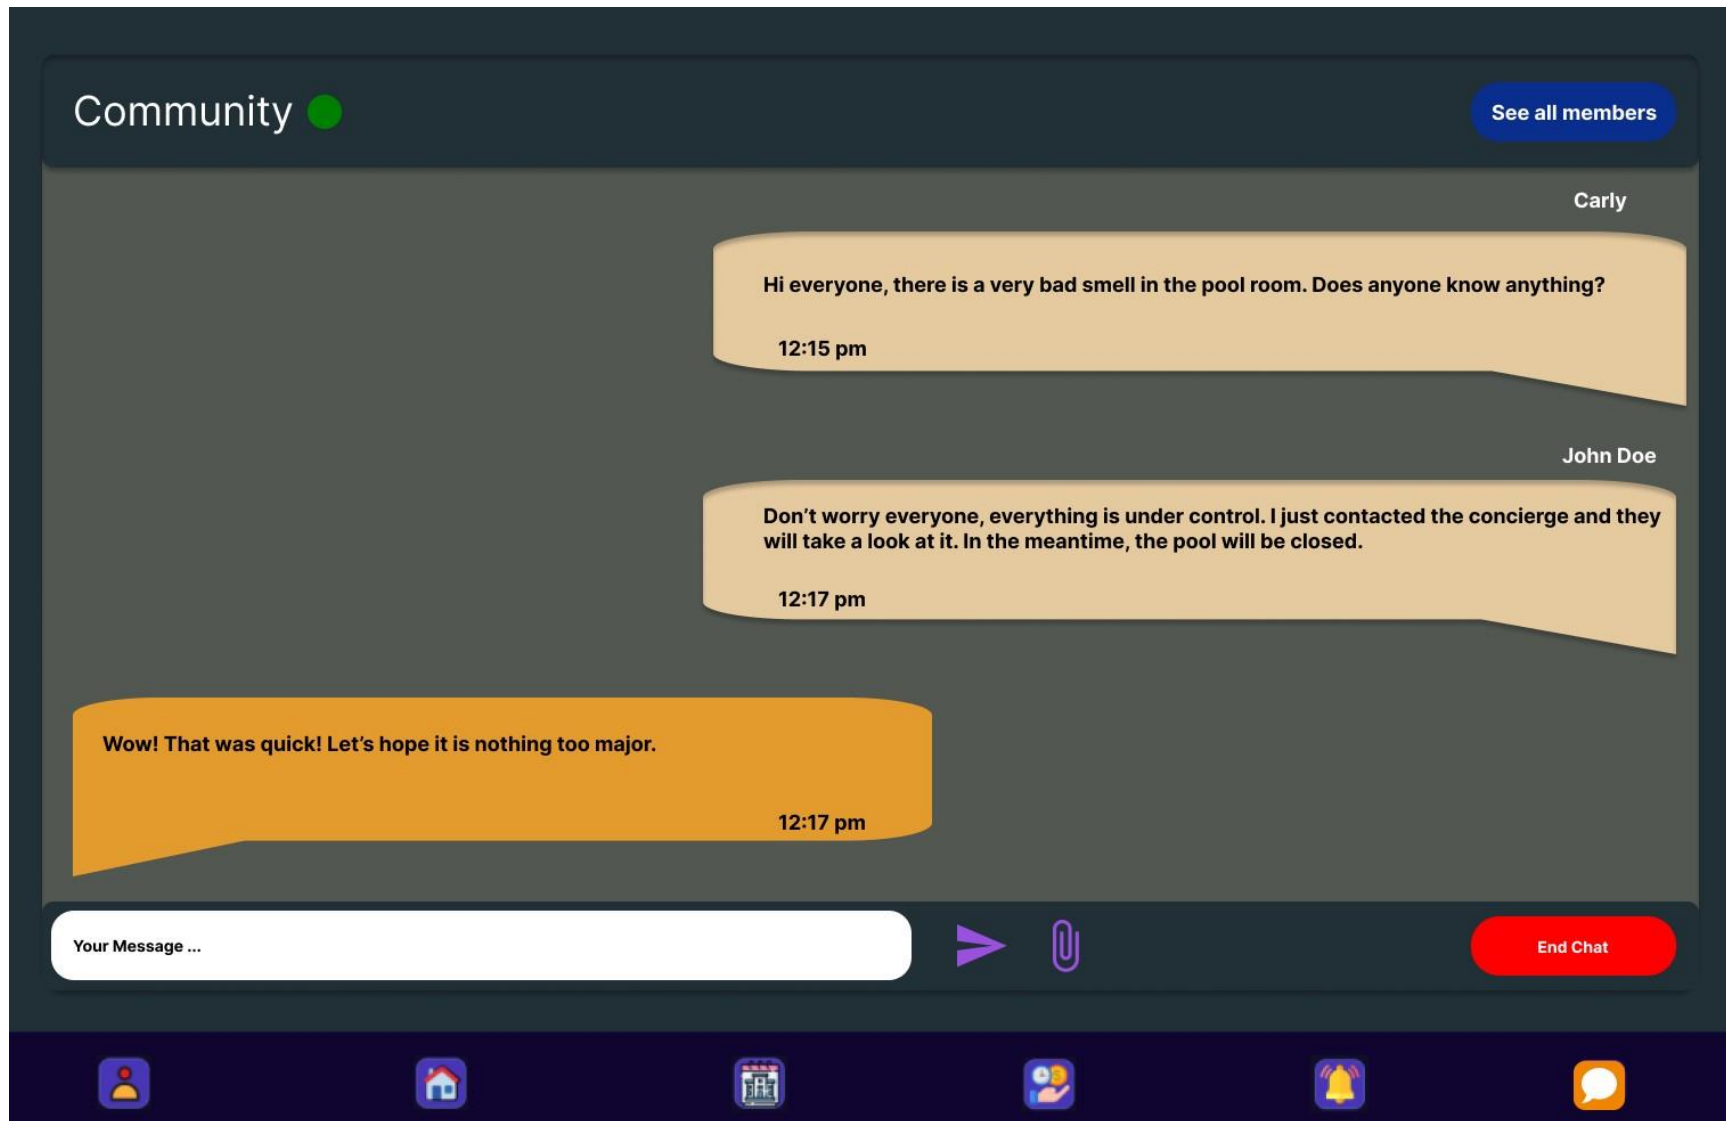 Community
See all members
Carly
Hi everyone, there is a very bad smell in the pool room. Does anyone know anything?
12:15 pm
John Doe
Don’t worry everyone, everything is under control. I just contacted the concierge and they
will take a look at it. In the meantime, the pool will be closed.
12:17 pm
Wow! That was quick! Let’s hope it is nothing too major.
12:17 pm
Your Message ...
End Chat